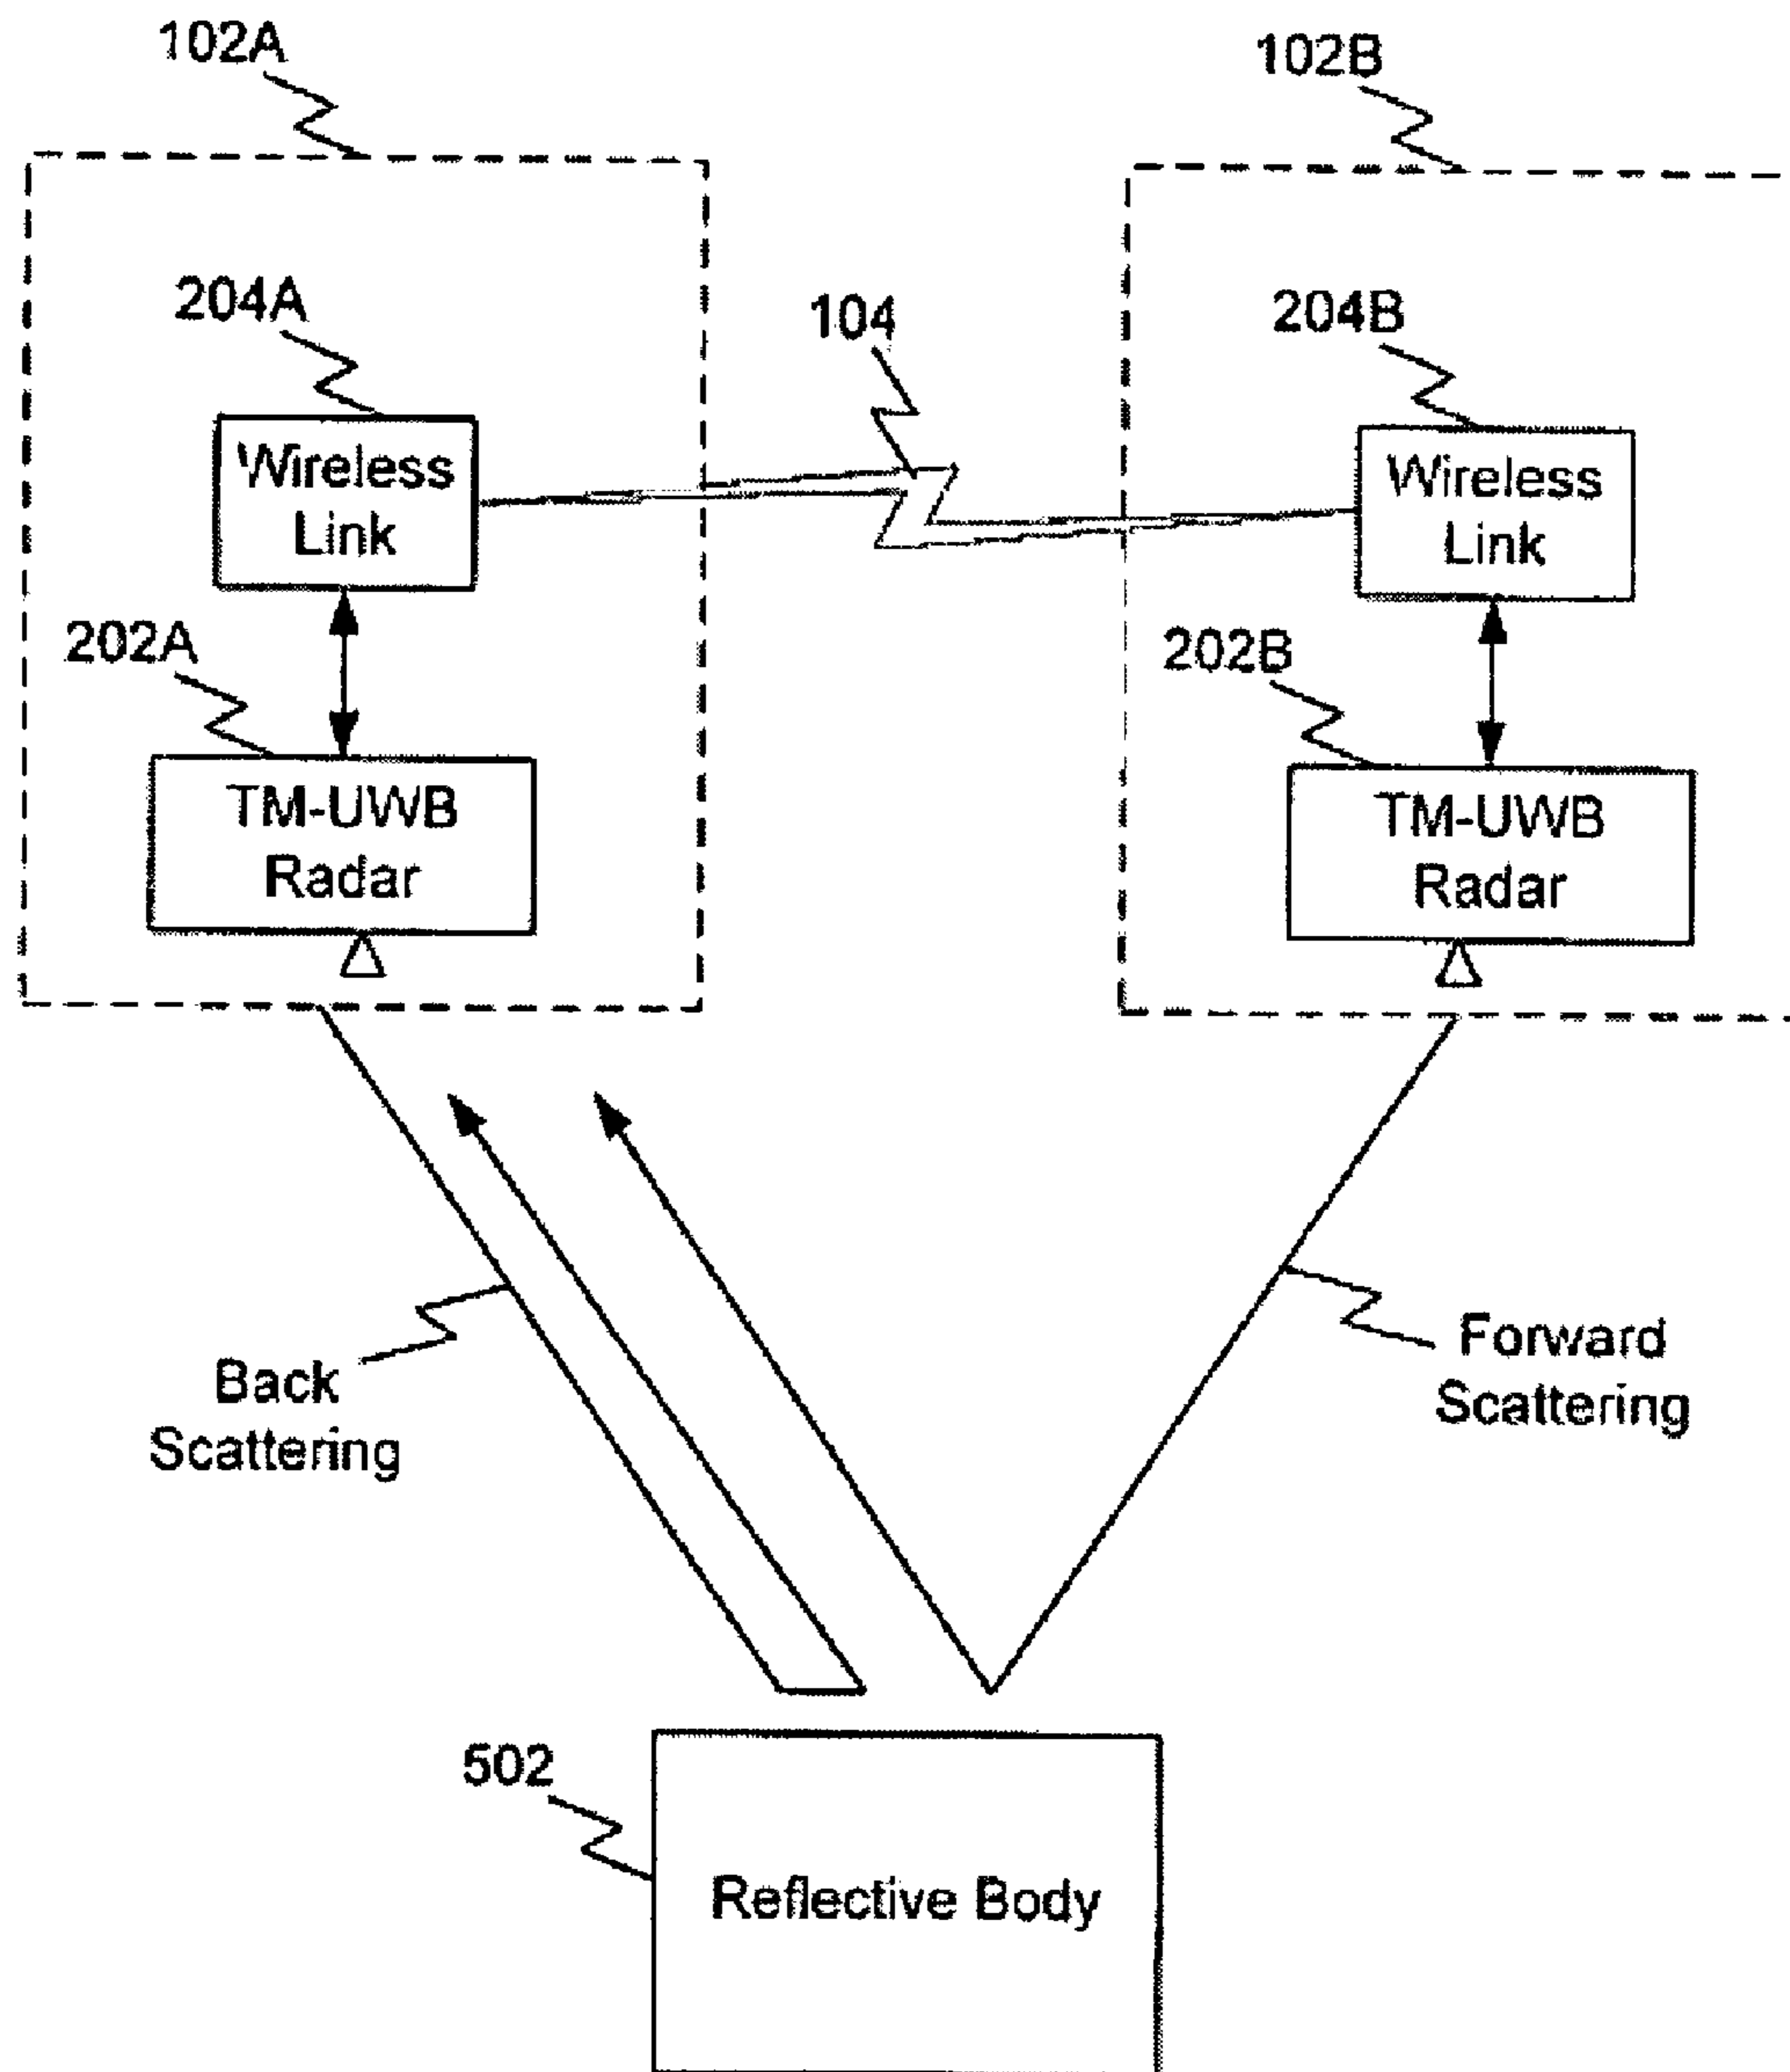 102A
102B
204A
104
204B
Wireless
Link
Wireless
Link
202A
202B
TM-UWB
Radar
TM-UWB
Radar
Back
Scattering
Forward
Scattering
502
Reflective Body